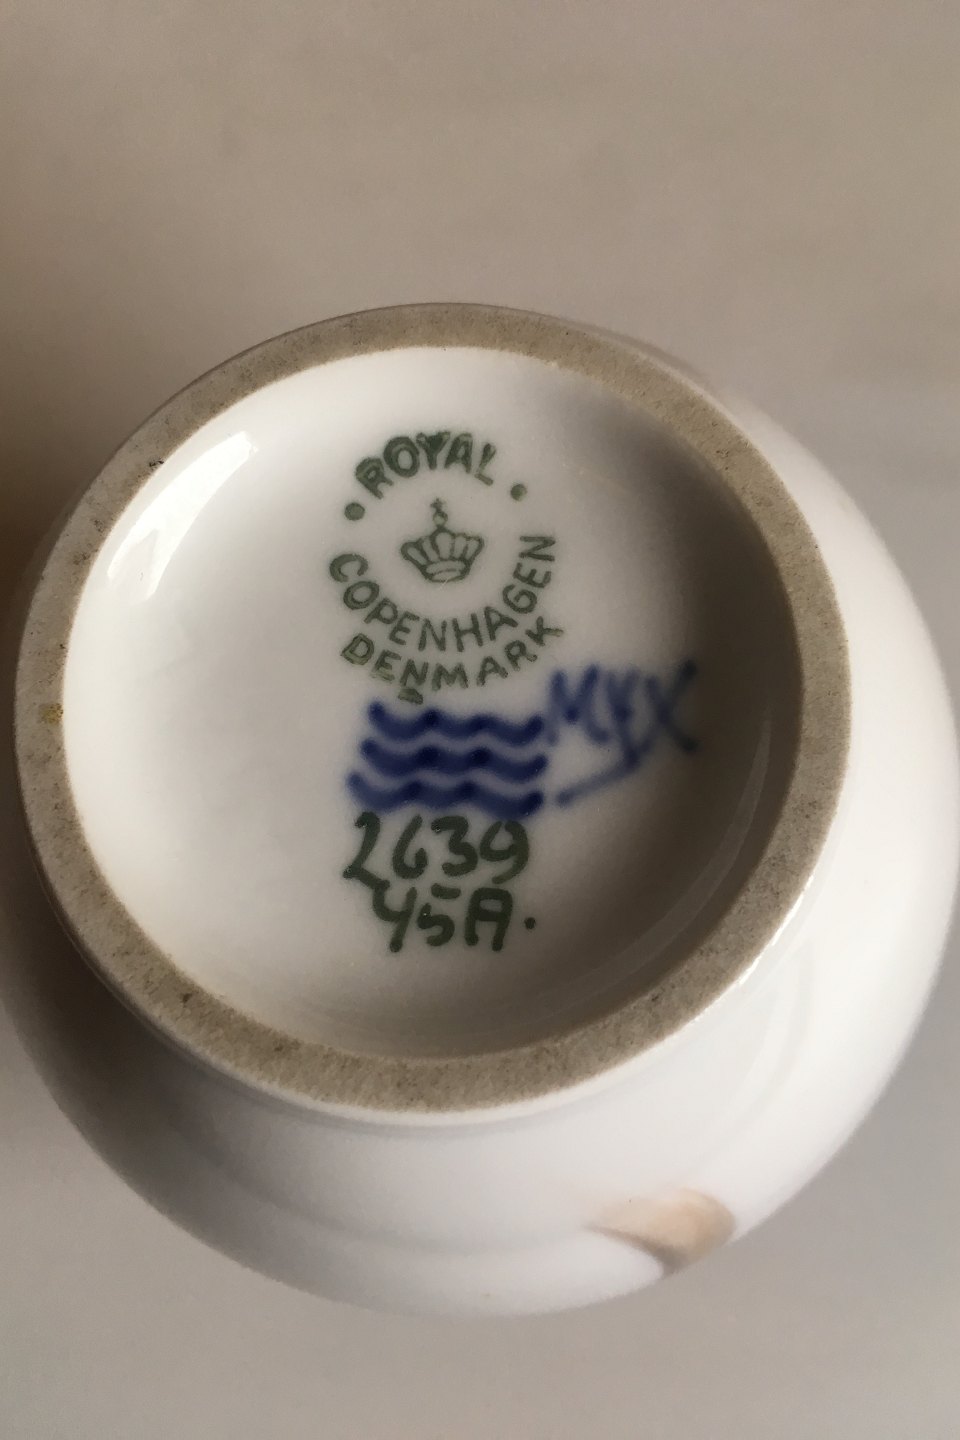 ROYAL
COPENHAGEN
DENMARK
2639
45A.